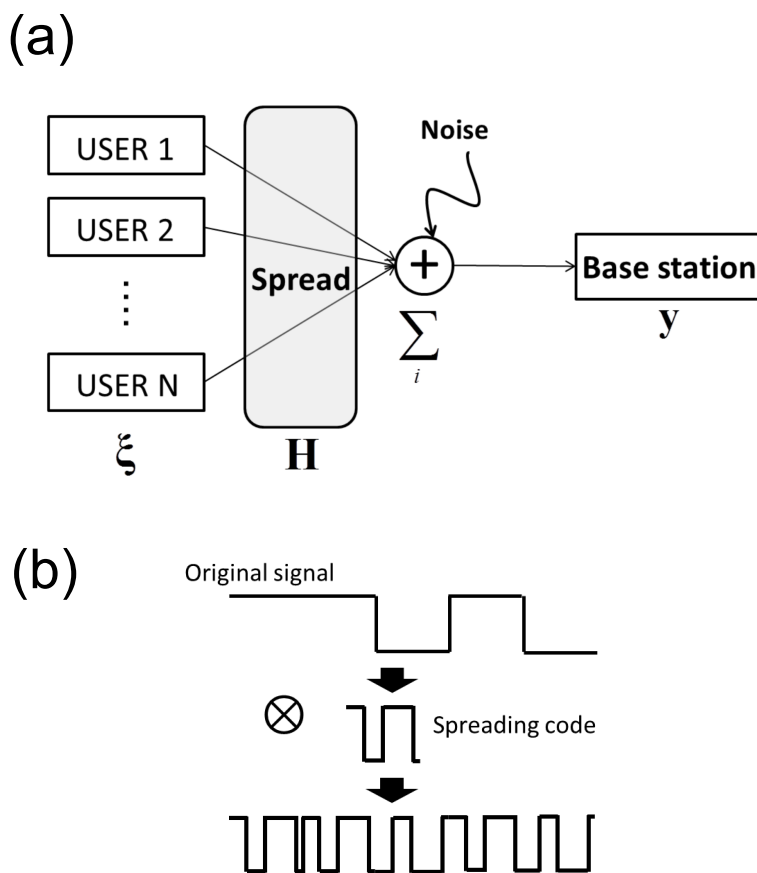 (a)
Noise
USER 1
USER 2
Spread
+
Base station
⋮
∑
i
y
USER N
ξ
H
(b)
Original signal
⊗
Spreading code